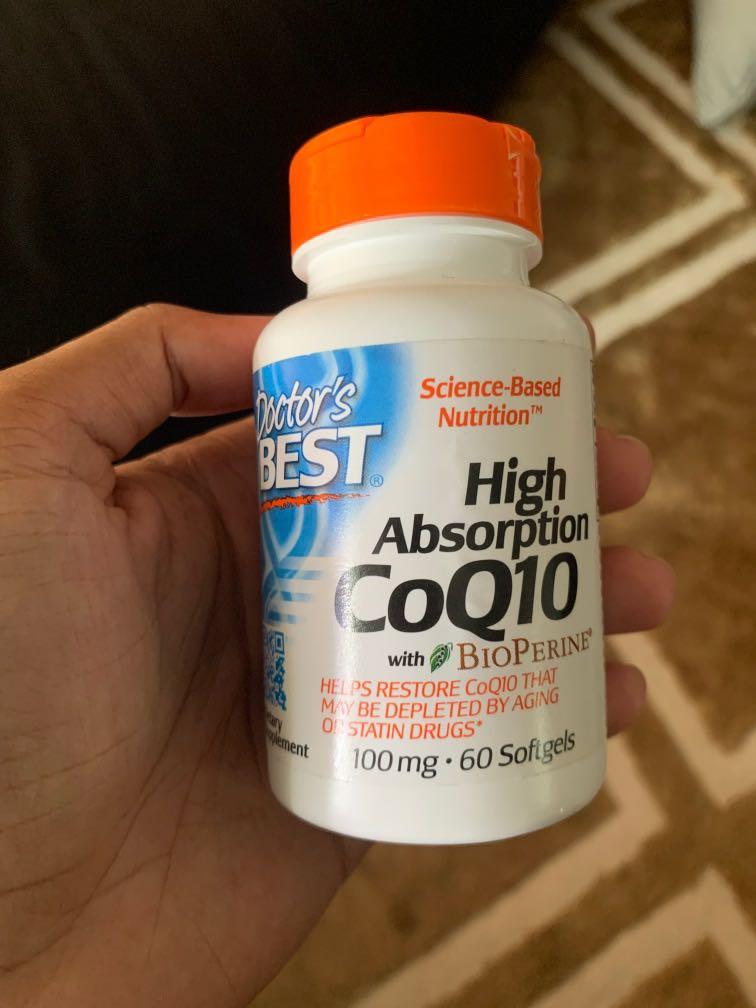 Doctor's
BEST®
Science-Based
Nutrition™
High
Absorption
CoQ10
with BIOPERINE®
HELPS RESTORE CoQ10 THAT
MAY BE DEPLETED BY AGING
OR STATIN DRUGS*
100 mg • 60 Softgels